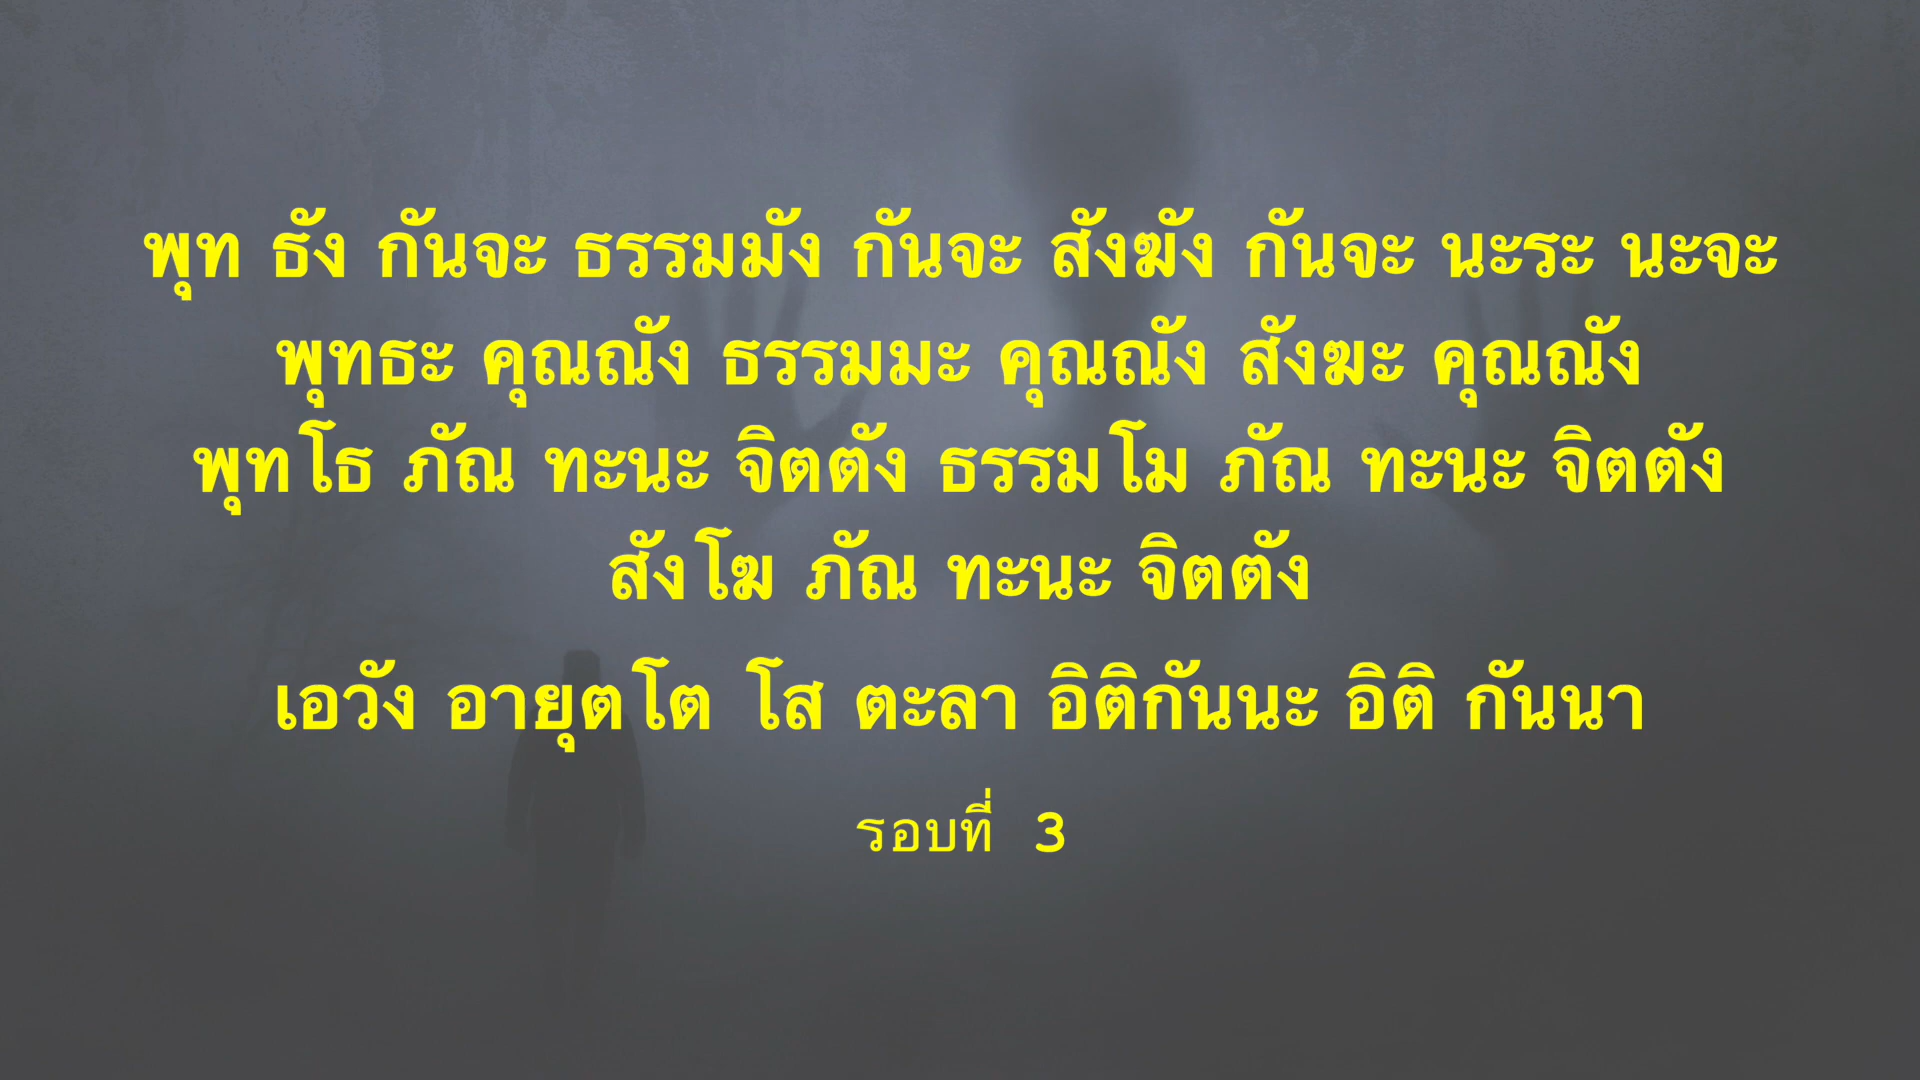 พุท ธัง กันจะ ธรรมมัง กันจะ สังฆัง กันจะ นะระ นะจะ
พุทธะ คุณณัง ธรรมมะ คุณณัง สังฆะ คุณณัง
พุทโธ ภัณ ทะนะ จิตตัง ธรรมโม ภัณ ทะนะ จิตตัง
สังโฆ ภัณ ทะนะ จิตตัง
เอวัง อายุตโต โส ตะลา อิติกันนะ อิติ กันนา
รอบที่ 3